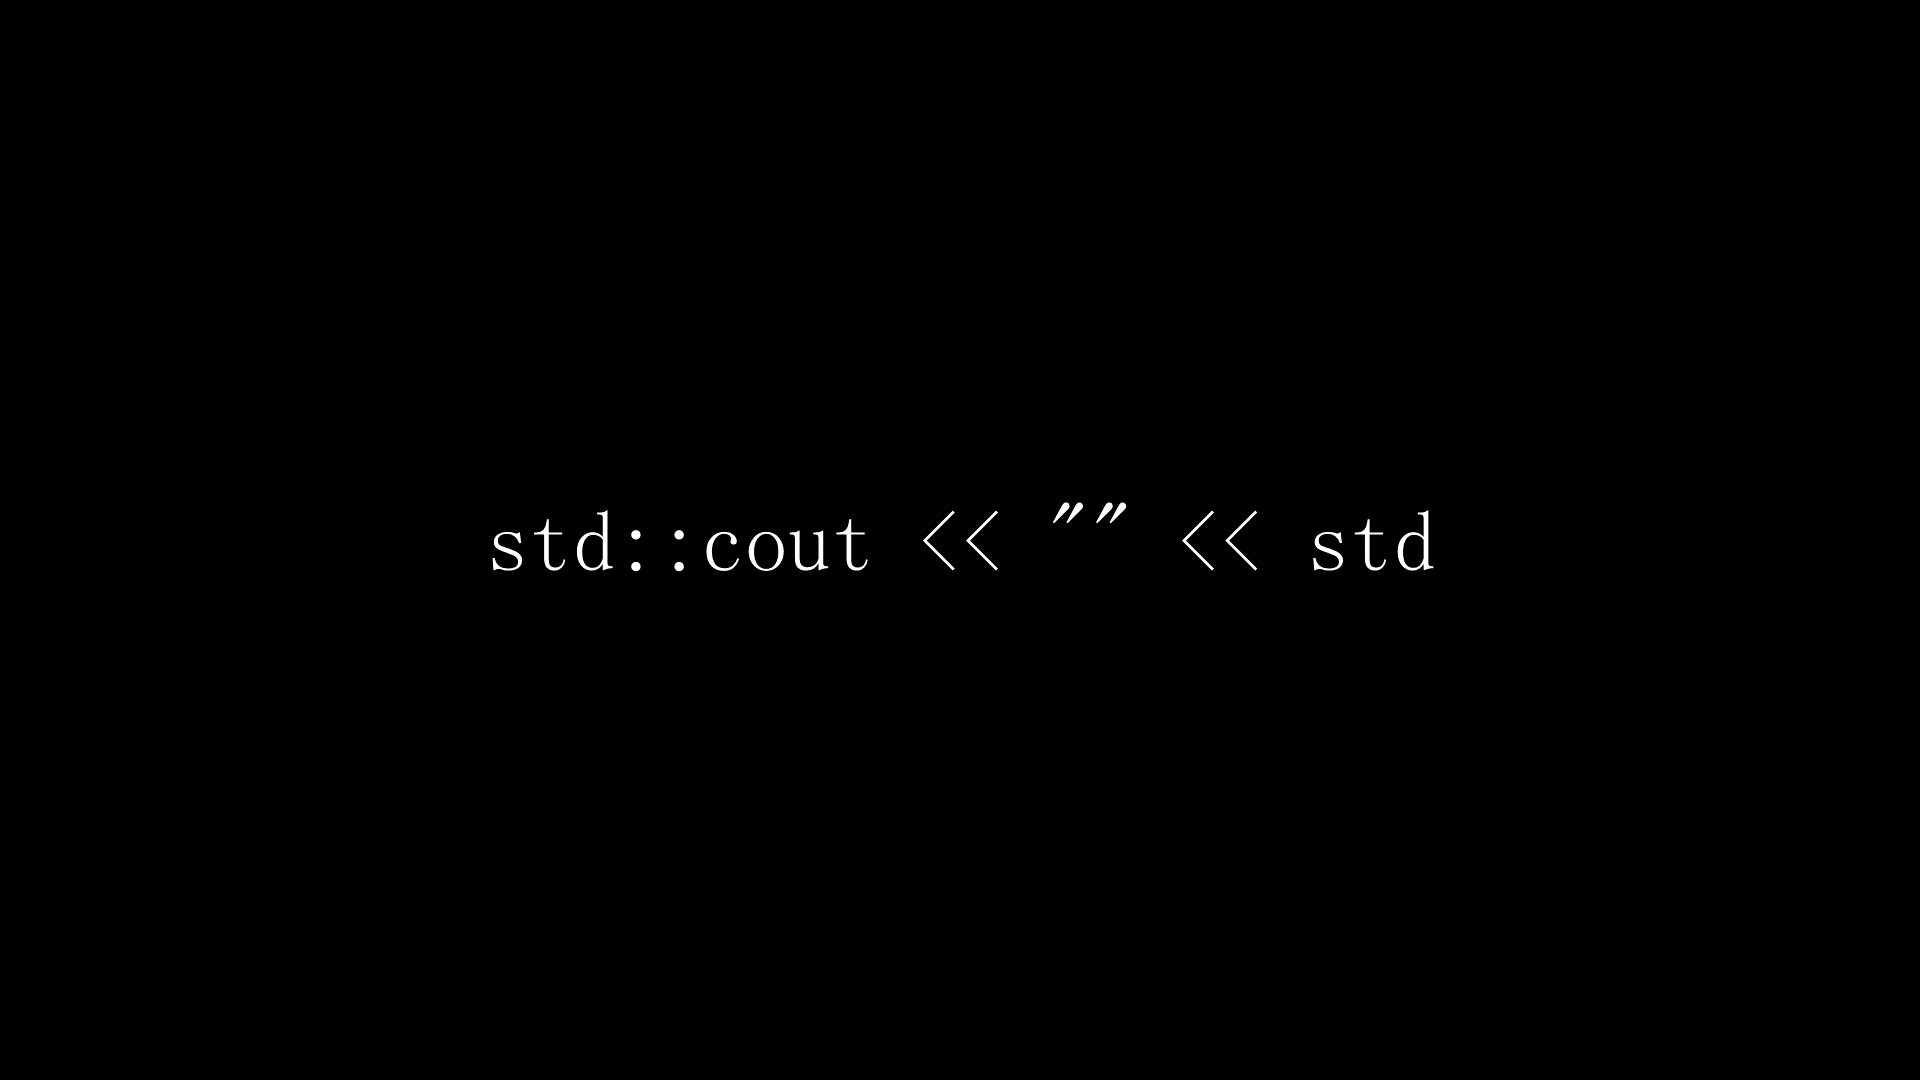 std::cout << "" << std